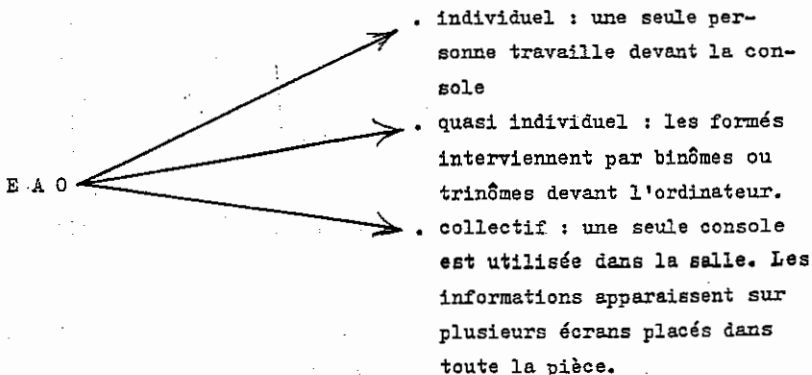 . individuel : une seule per-
sonne travaille devant la con-
sole
. quasi individuel : les formés
interviennent par binômes ou
E A O trinômes devant l'ordinateur.
. collectif : une seule console
est utilisée dans la salle. Les
informations apparaissent sur
plusieurs écrans placés dans
toute la pièce.